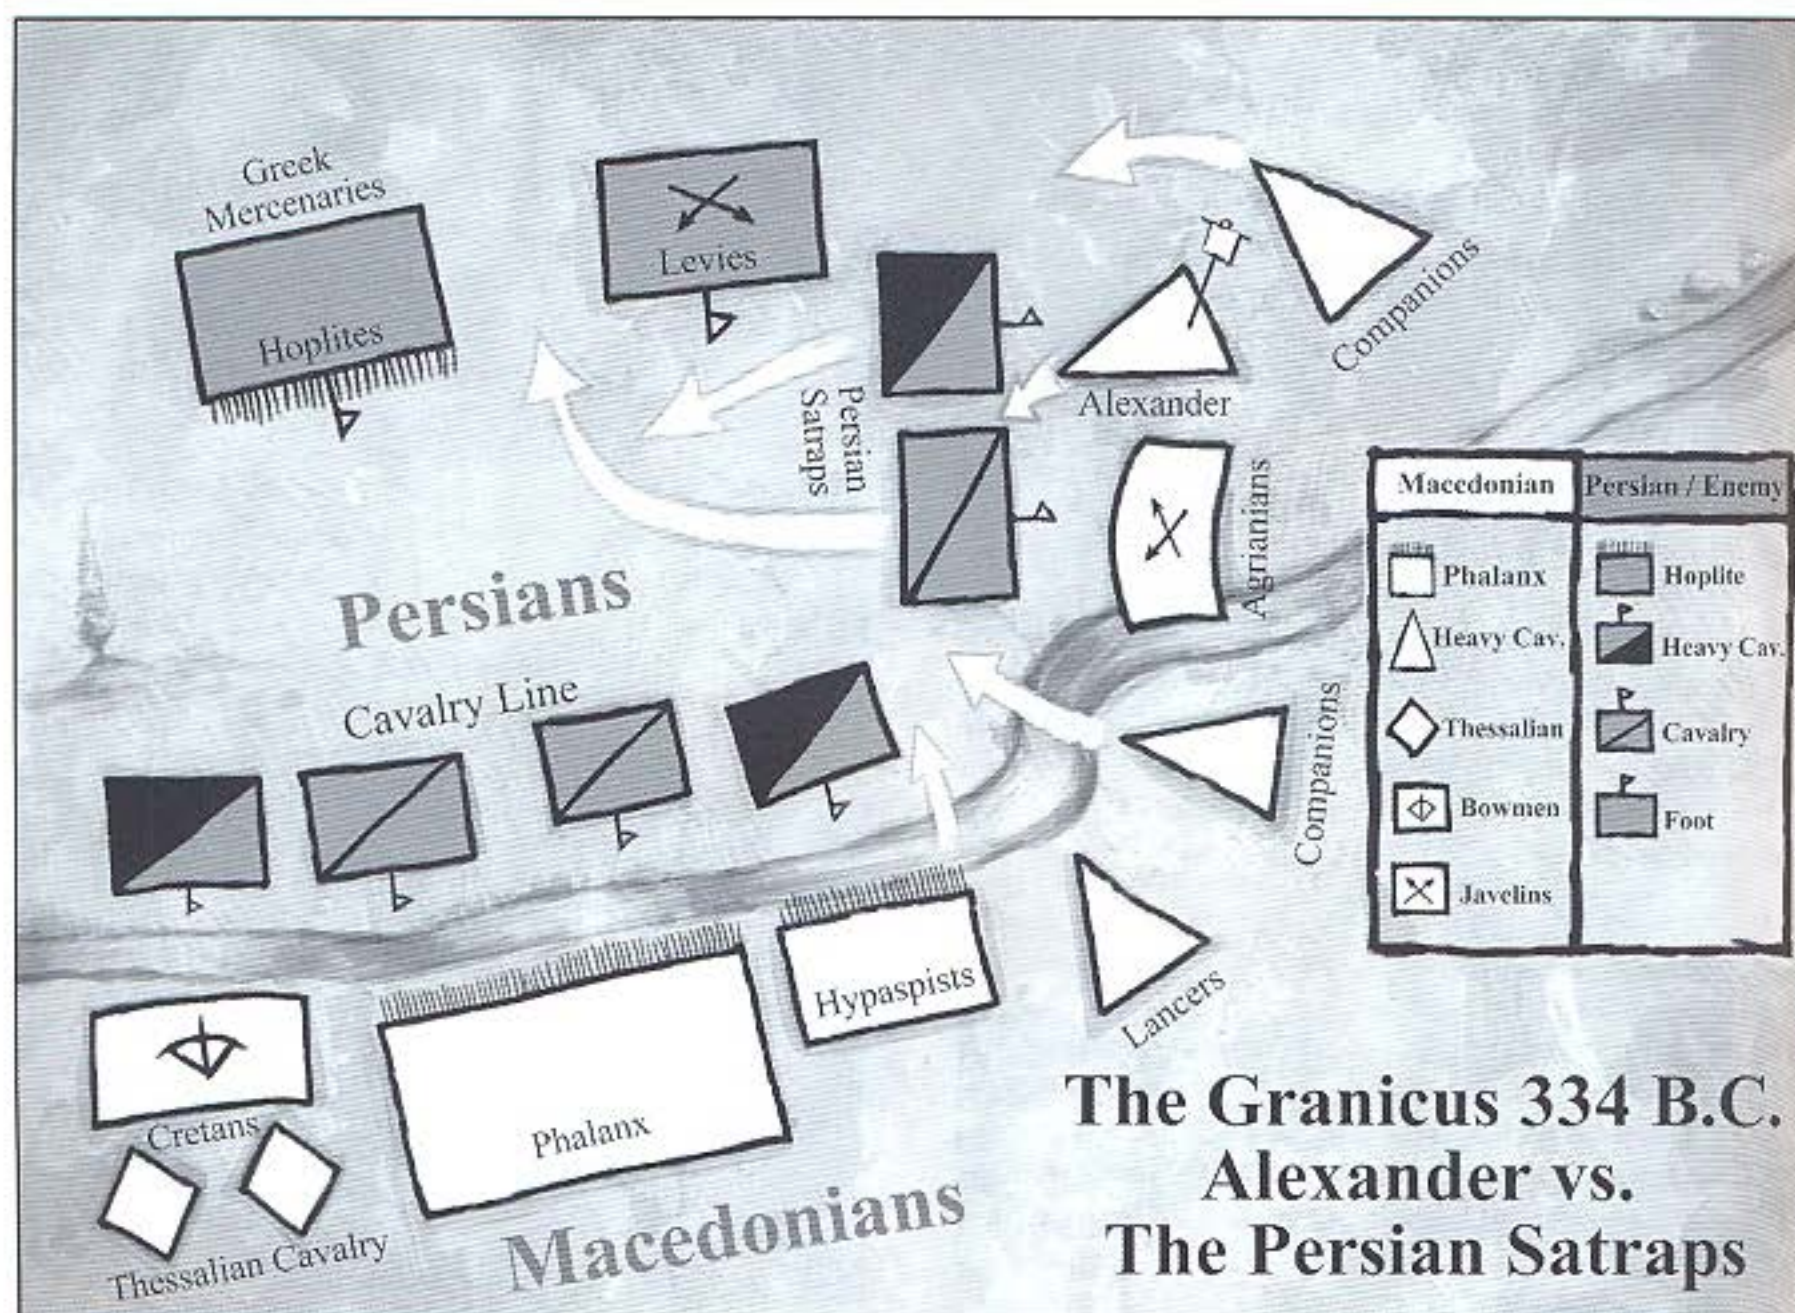 Greek
Mercenaries
Hoplites
Levies
Companions
Alexander
Persian
Satraps
Agrianians
Persians
Cavalry Line
Companions
Macedonian
Persian / Enemy
Phalanx
Hoplite
Heavy Cav.
Heavy Cav.
Thessalian
Cavalry
Bowmen
Foot
Javelins
Hypaspists
Lancers
Cretans
Phalanx
Thessalian Cavalry
Macedonians
The Granicus 334 B.C.
Alexander vs.
The Persian Satraps